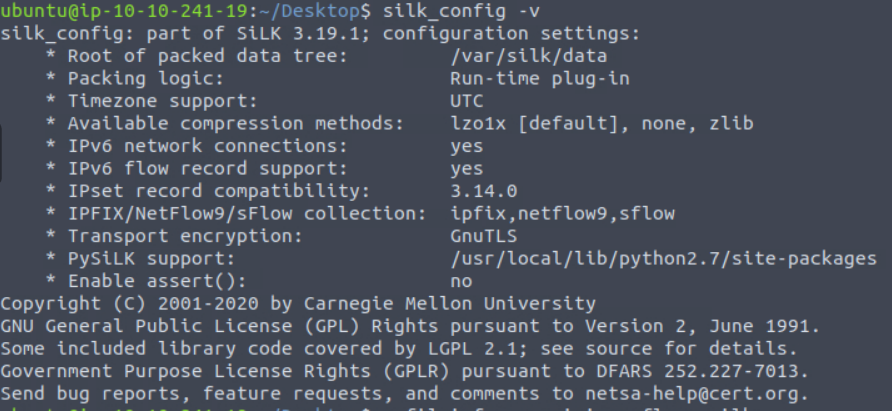 ubuntu@ip-10-10-241-19:~/Desktop$ silk_config -v
silk_config: part of SiLK 3.19.1; configuration settings:
    * Root of packed data tree:         /var/silk/data
    * Packing logic:                    Run-time plug-in
    * Timezone support:                 UTC
    * Available compression methods:    lzo1x [default], none, zlib
    * IPv6 network connections:         yes
    * IPv6 flow record support:         yes
    * IPset record compatibility:       3.14.0
    * IPFIX/NetFlow9/sFlow collection:  ipfix,netflow9,sflow
    * Transport encryption:             GnuTLS
    * PySiLK support:                   /usr/local/lib/python2.7/site-packages
    * Enable assert():                  no
Copyright (C) 2001-2020 by Carnegie Mellon University
GNU General Public License (GPL) Rights pursuant to Version 2, June 1991.
Some included library code covered by LGPL 2.1; see source for details.
Government Purpose License Rights (GPLR) pursuant to DFARS 252.227-7013.
Send bug reports, feature requests, and comments to netsa-help@cert.org.